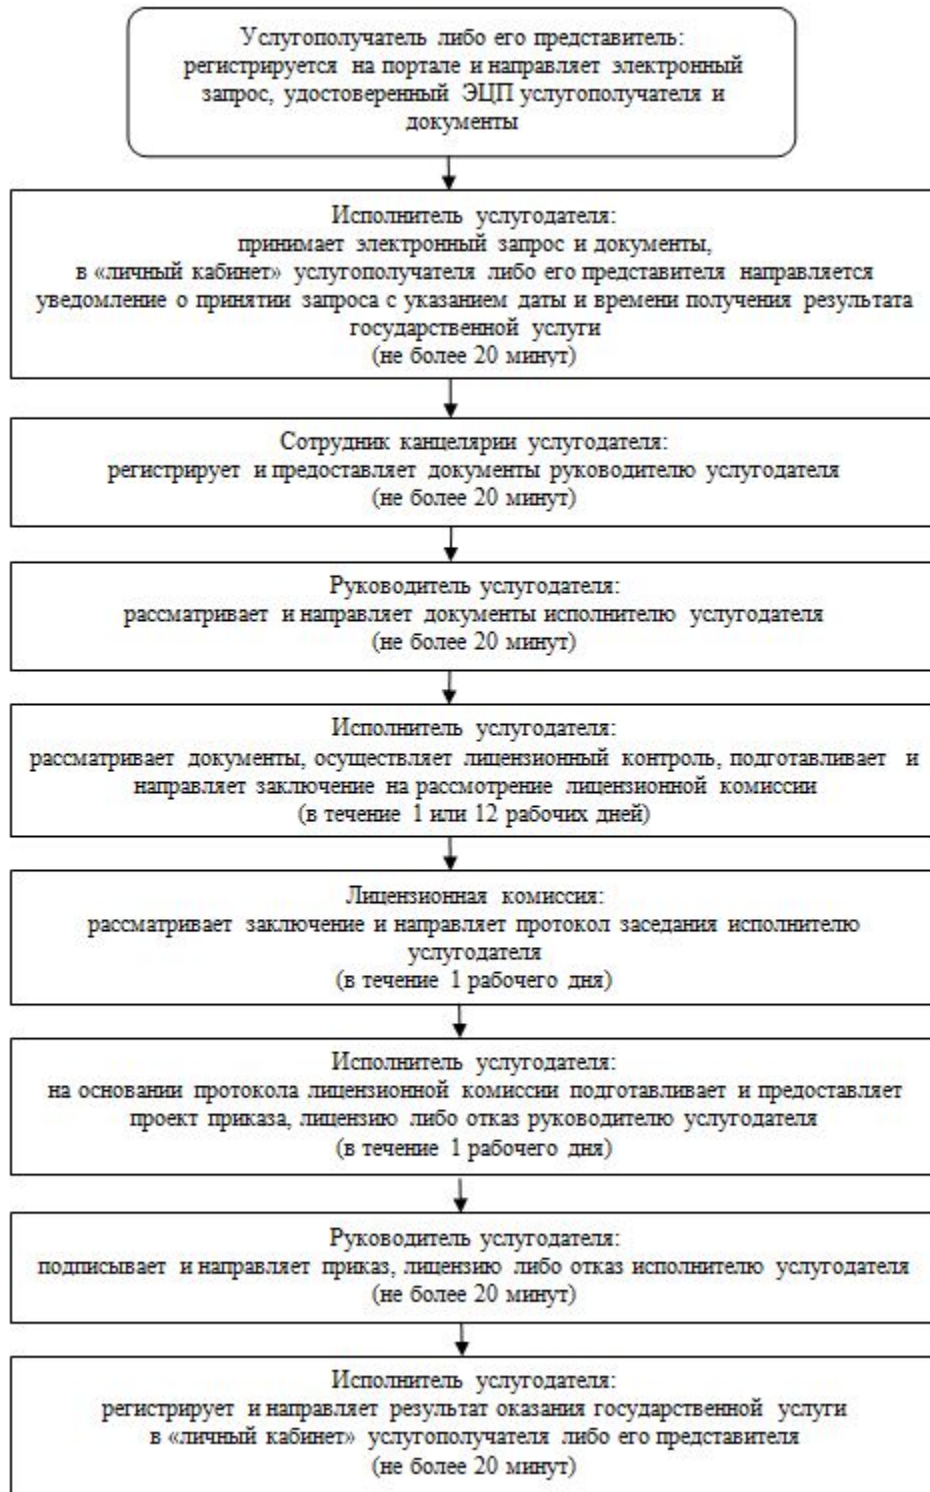 Услугополучатель либо его представитель:
регистрируется на портале и направляет электронный
запрос, удостоверенный ЭЦП услугополучателя и
документы
Исполнитель услугодателя:
принимает электронный запрос и документы,
в «личный кабинет» услугополучателя либо его представителя направляется
уведомление о принятии запроса с указанием даты и времени получения результата
государственной услуги
(не более 20 минут)
Сотрудник канцелярии услугодателя:
регистрирует и предоставляет документы руководителю услугодателя
(не более 20 минут)
Руководитель услугодателя:
рассматривает и направляет документы исполнителю услугодателя
(не более 20 минут)
Исполнитель услугодателя:
рассматривает документы, осуществляет лицензионный контроль, подготавливает и
направляет заключение на рассмотрение лицензионной комиссии
(в течение 1 или 12 рабочих дней)
Лицензионная комиссия:
рассматривает заключение и направляет протокол заседания исполнителю
услугодателя
(в течение 1 рабочего дня)
Исполнитель услугодателя:
на основании протокола лицензионной комиссии подготавливает и предоставляет
проект приказа, лицензию либо отказ руководителю услугодателя
(в течение 1 рабочего дня)
Руководитель услугодателя:
подписывает и направляет приказ, лицензию либо отказ исполнителю услугодателя
(не более 20 минут)
Исполнитель услугодателя:
регистрирует и направляет результат оказания государственной услуги
в «личный кабинет» услугополучателя либо его представителя
(не более 20 минут)